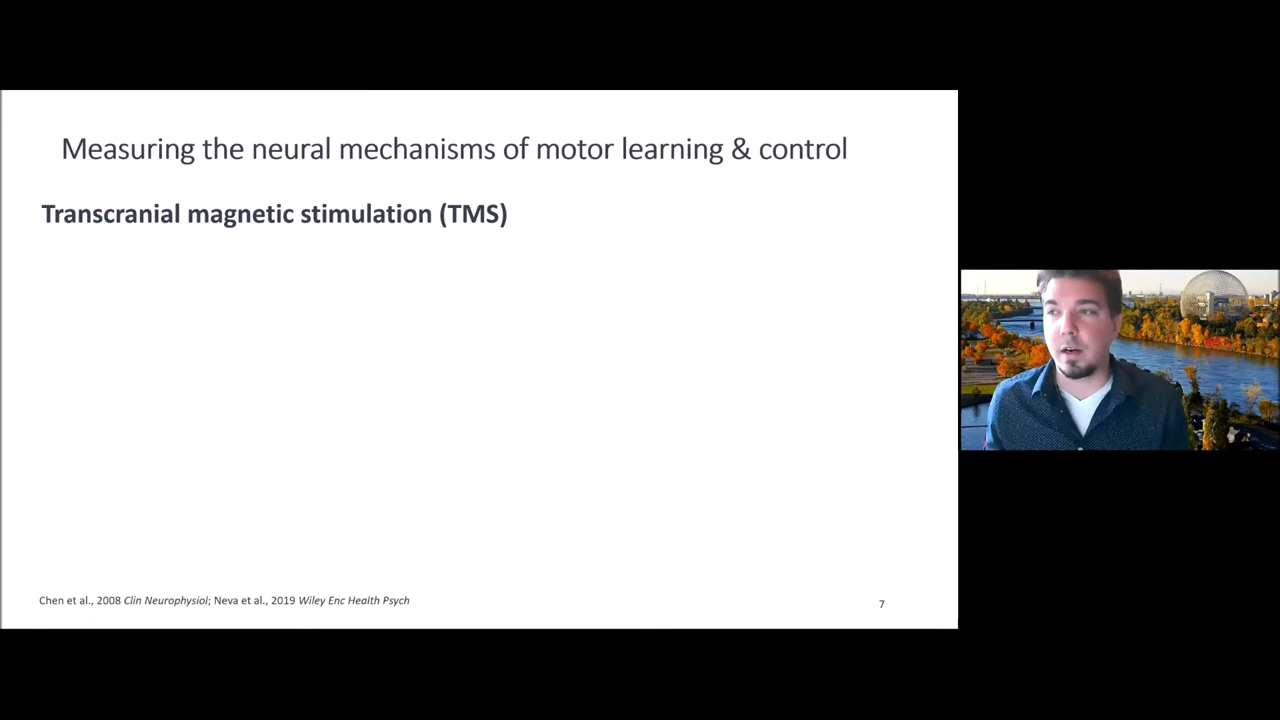 Measuring the neural mechanisms of motor learning & control
Transcranial magnetic stimulation (TMS)
Chen et al., 2008 Clin Neurophysiol; Neva et al., 2019 Wiley Enc Health Psych
7